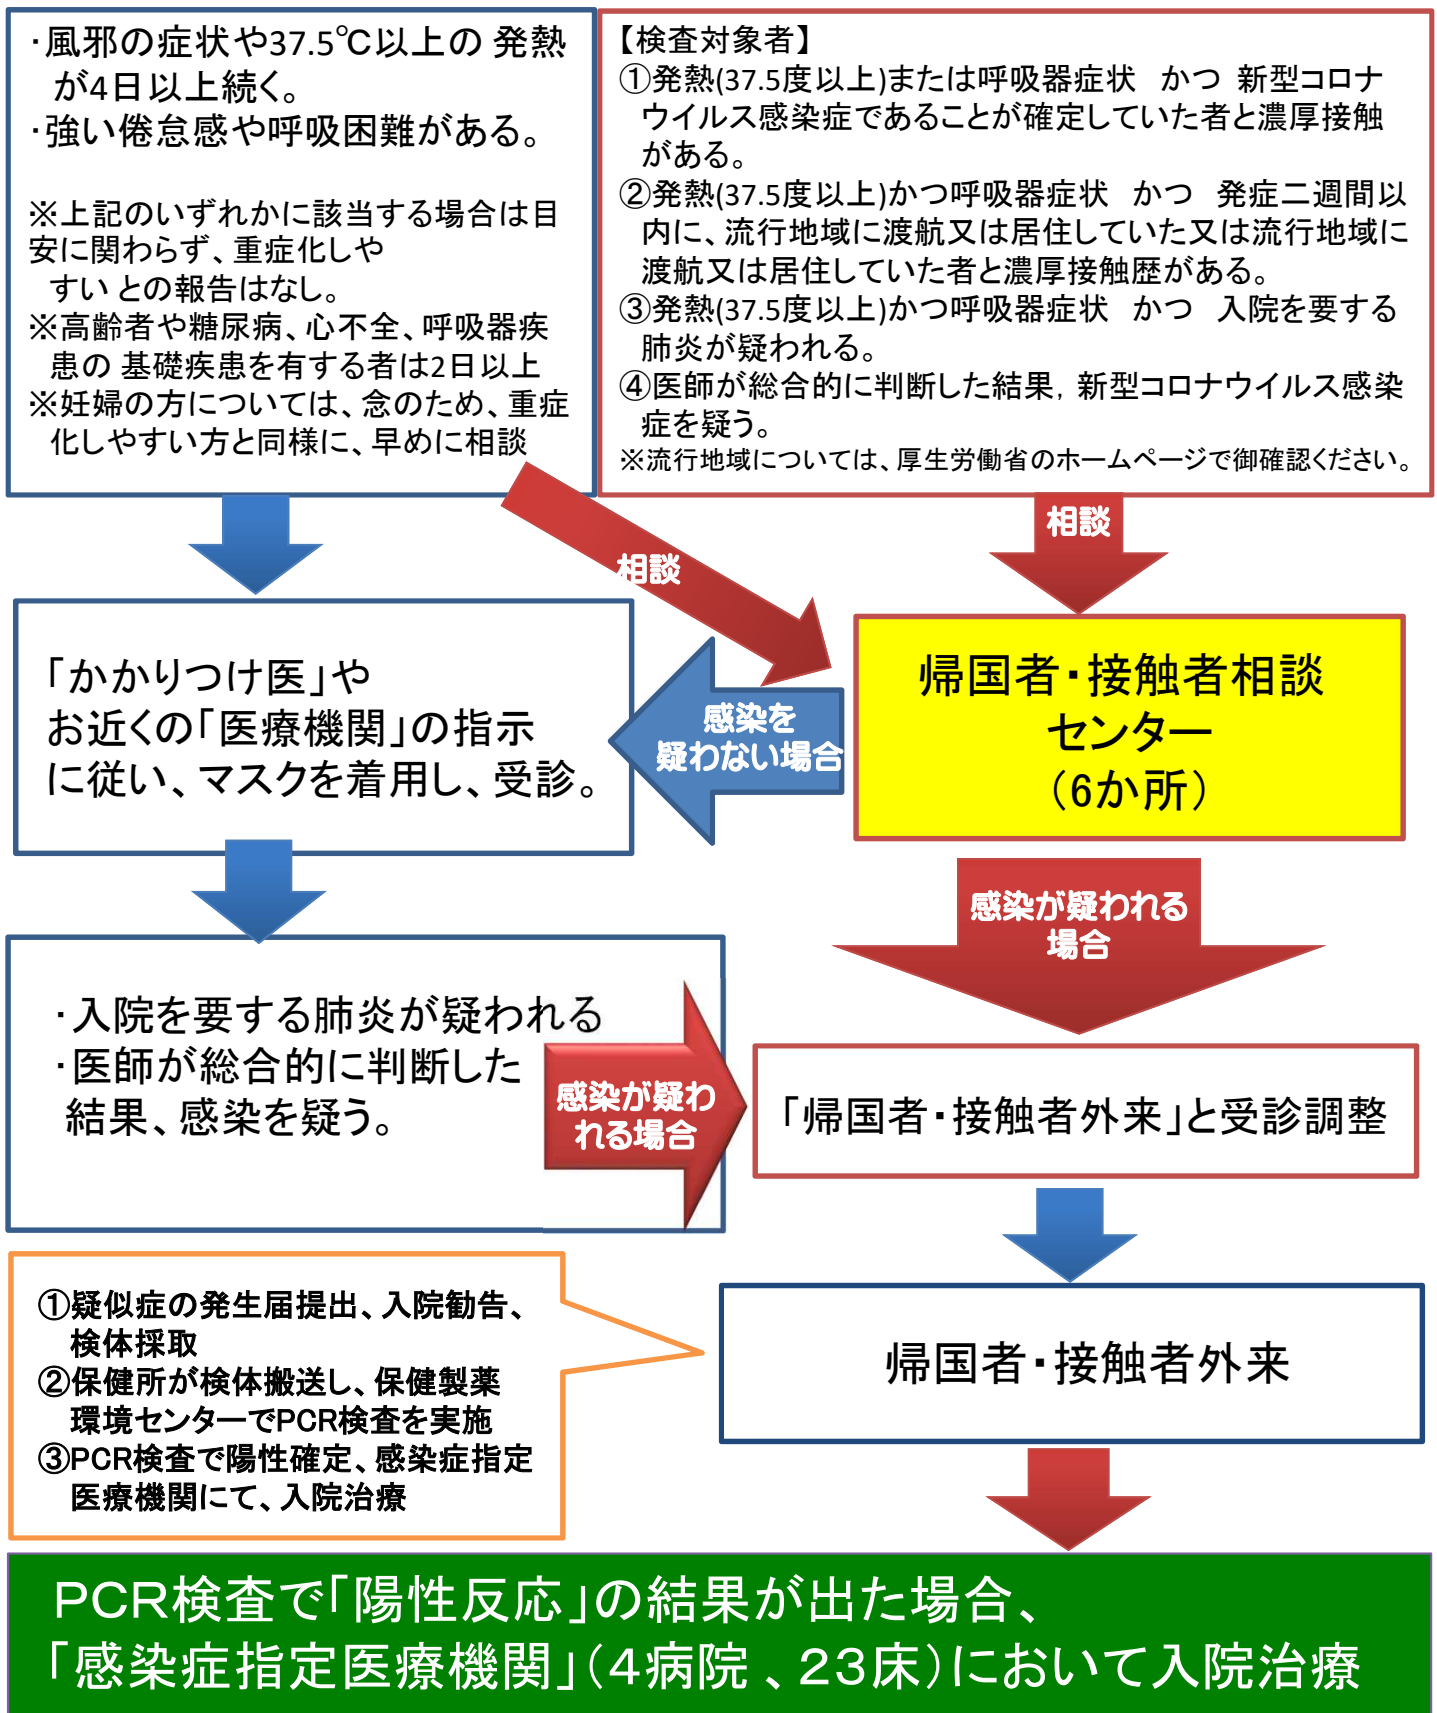 ・風邪の症状や37.5℃以上の 発熱
が4日以上続く。
・強い倦怠感や呼吸困難がある。
※上記のいずれかに該当する場合は目
安に関わらず、重症化しや
すい との報告はなし。
※高齢者や糖尿病、心不全、呼吸器疾
患の 基礎疾患を有する者は2日以上
※妊婦の方については、念のため、重症
化しやすい方と同様に、早めに相談
【検査対象者】
①発熱(37.5度以上)または呼吸器症状　かつ　新型コロナ
ウイルス感染症であることが確定していた者と濃厚接触
がある。
②発熱(37.5度以上)かつ呼吸器症状　かつ　発症二週間以
内に、流行地域に渡航又は居住していた又は流行地域に
渡航又は居住していた者と濃厚接触歴がある。
③発熱(37.5度以上)かつ呼吸器症状　かつ　入院を要する
肺炎が疑われる。
④医師が総合的に判断した結果，新型コロナウイルス感染
症を疑う。
※流行地域については、厚生労働省のホームページで御確認ください。
相談
相談
「かかりつけ医」や
お近くの「医療機関」の指示
に従い、マスクを着用し、受診。
感染を
疑わない場合
帰国者・接触者相談
センター
（6か所）
感染が疑われる
場合
・入院を要する肺炎が疑われる
・医師が総合的に判断した
結果、感染を疑う。
感染が疑わ
れる場合
「帰国者・接触者外来」と受診調整
①疑似症の発生届提出、入院勧告、
検体採取
②保健所が検体搬送し、保健製薬
環境センターでPCR検査を実施
③PCR検査で陽性確定、感染症指定
医療機関にて、入院治療
帰国者・接触者外来
ＰＣＲ検査で「陽性反応」の結果が出た場合、
「感染症指定医療機関」（４病院 、２３床）において入院治療